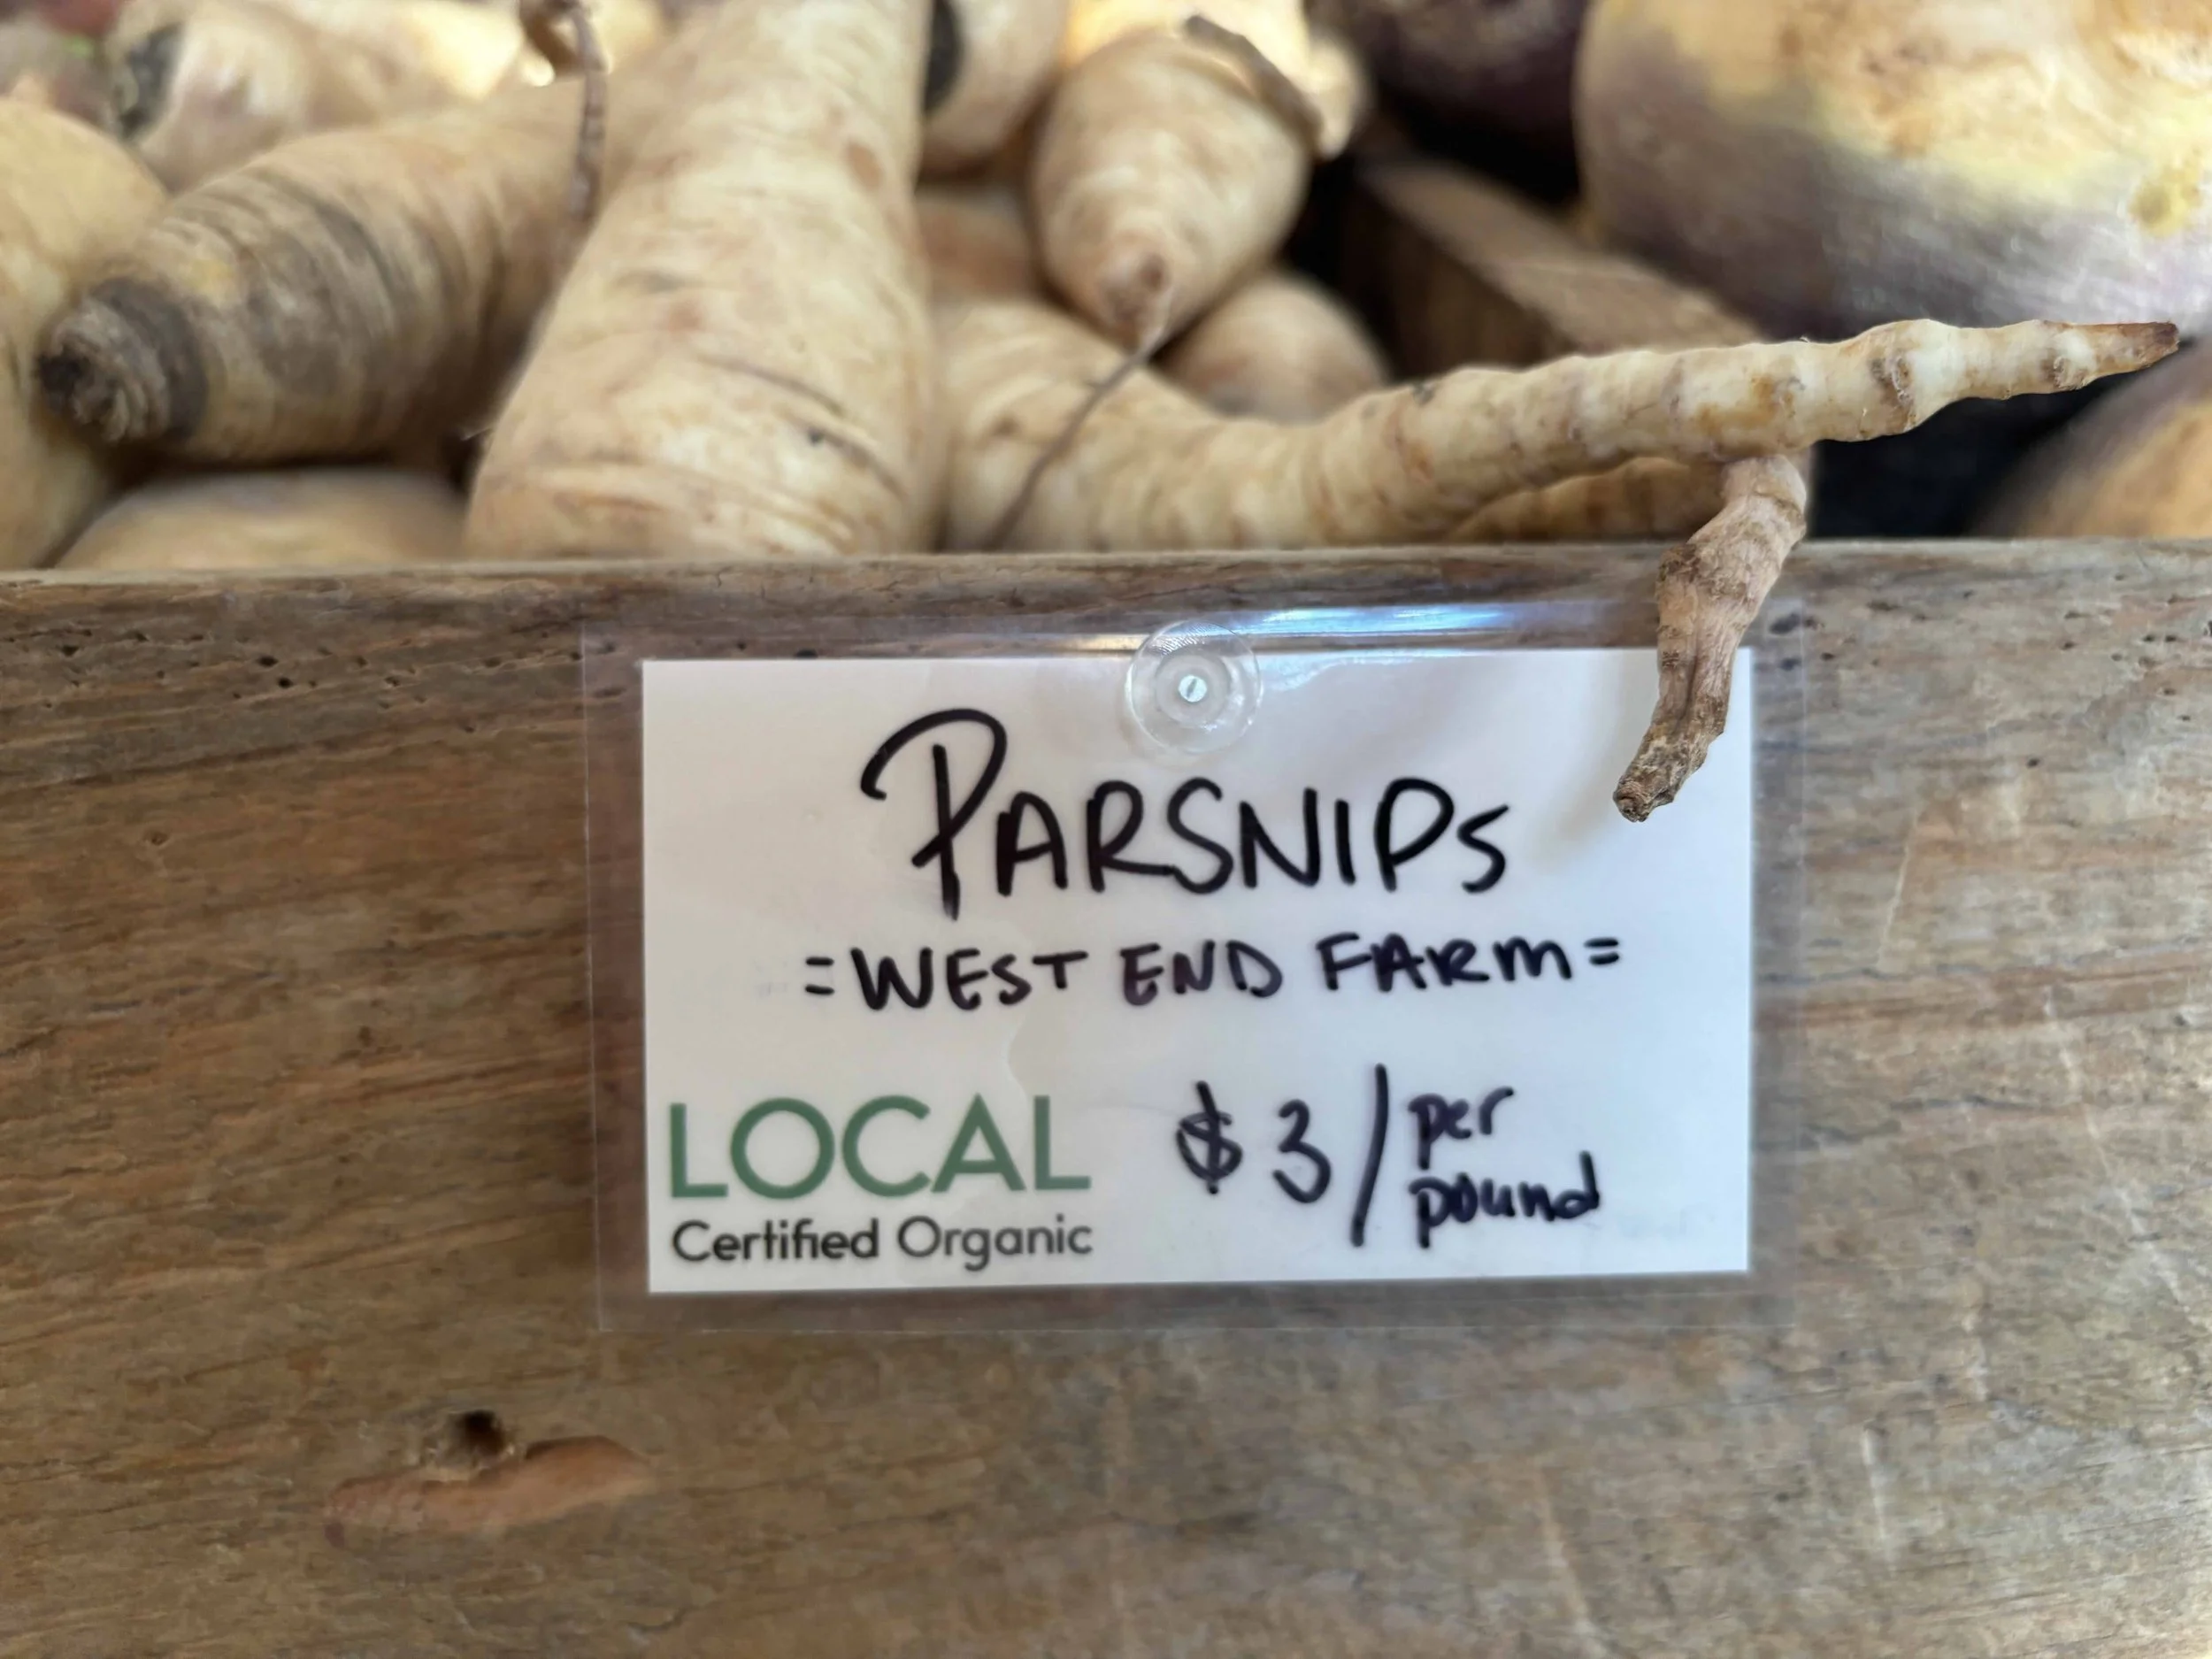 PARSNIPS
=WEST END FARM=
LOCAL
Certified Organic
$3/per
pound